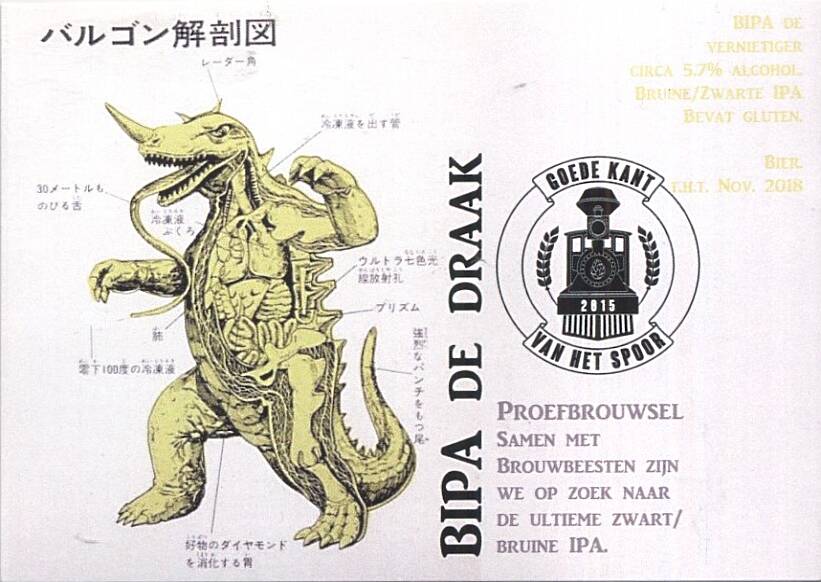 バルゴン解剖図
レーダー角
冷凍液を出す管
30メートルも
のびる舌
冷凍液
ぶくろ
ウルトラ七色光
線放射孔
プリズム
肺
零下100度の冷凍液
強烈なパンチをもつ尾
好物のダイヤモンド
を消化する胃
BIPA DE DRAAK
BIPA DE
VERNIETIGER
CIRCA 5.7% ALCOHOL.
BRUINE/ZWARTE IPA
BEVAT GLUTEN.
BIER.
T.H.T. NOV. 2018
GOEDE KANT
2015
VAN HET SPOOR
PROEFBROUWSEL
SAMEN MET
BROUWBEESTEN ZIJN
WE OP ZOEK NAAR
DE ULTIEME ZWART/
BRUINE IPA.